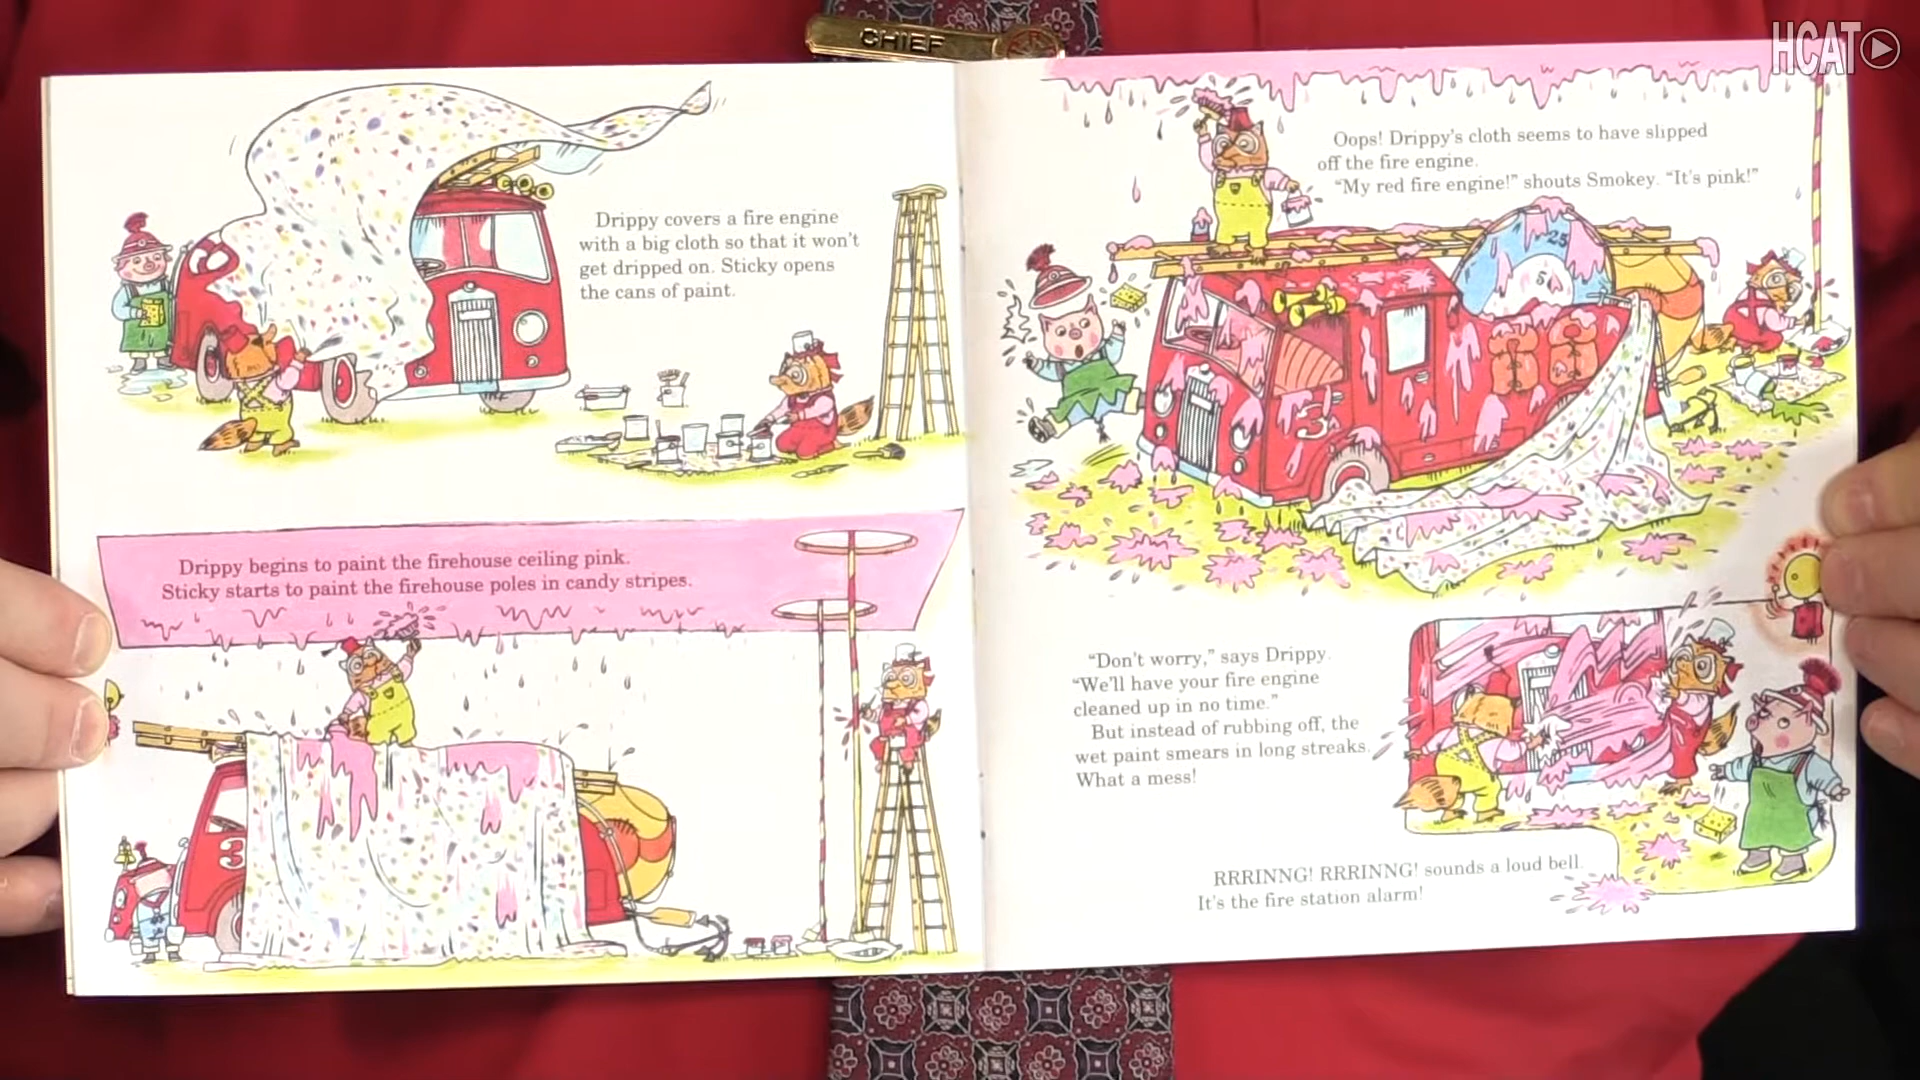 CHIEF
HCAT
Drippy covers a fire engine
with a big cloth so that it won't
get dripped on. Sticky opens
the cans of paint.
Drippy begins to paint the firehouse ceiling pink.
Sticky starts to paint the firehouse poles in candy stripes.
3
Oops! Drippy's cloth seems to have slipped
off the fire engine.
"My red fire engine!" shouts Smokey. "It's pink!"
25
3
"Don't worry," says Drippy.
"We'll have your fire engine
cleaned up in no time."
But instead of rubbing off, the
wet paint smears in long streaks.
What a mess!
RRRINNG! RRRINNG! sounds a loud bell.
It's the fire station alarm!